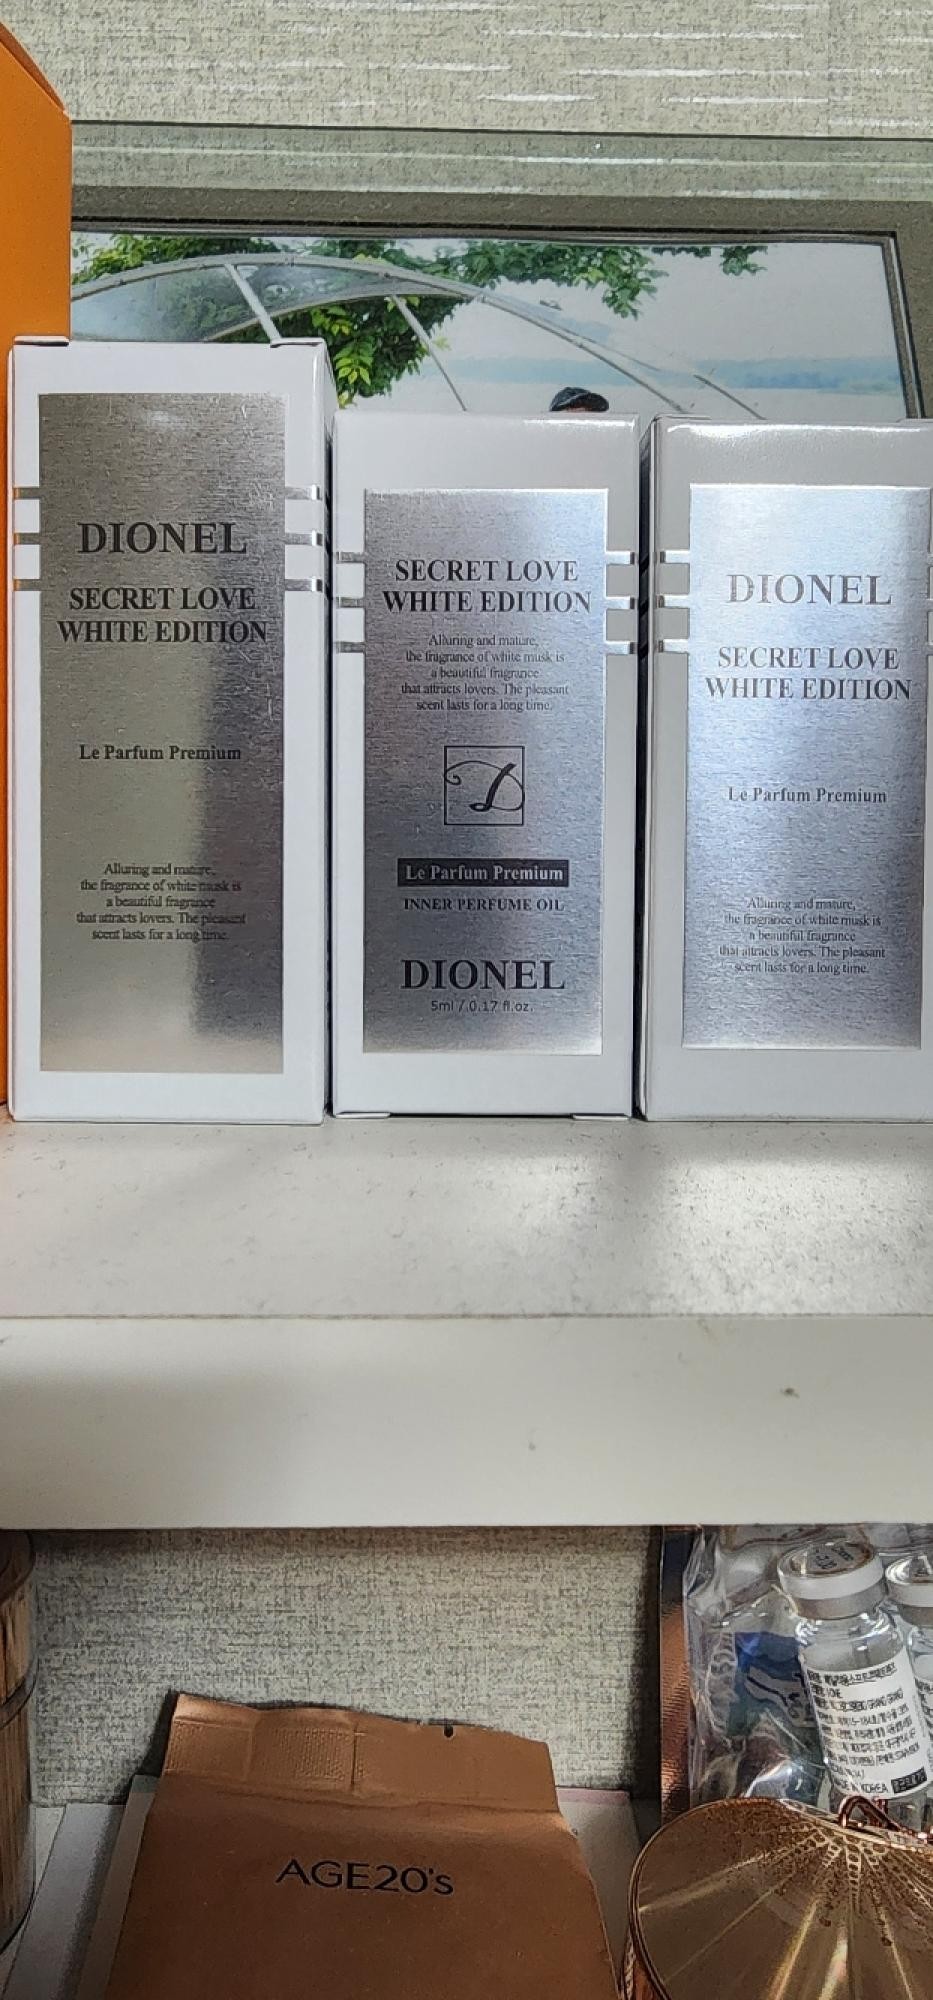 DIONEL
SECRET LOVE
WHITE EDITION
Le Parfum Premium
Alluring and mature,
the fragrance of white musk is
a beautiful fragrance
that attracts lovers. The pleasant
scent lasts for a long time.
SECRET LOVE
WHITE EDITION
Alluring and mature,
the fragrance of white musk is
a beautiful fragrance
that attracts lovers. The pleasant
scent lasts for a long time.
D
Le Parfum Premium
INNER PERFUME OIL
DIONEL
5ml / 0.17 fl.oz.
DIONEL
SECRET LOVE
WHITE EDITION
Le Parfum Premium
Alluring and mature,
the fragrance of white musk is
a beautiful fragrance
that attracts lovers. The pleasant
scent lasts for a long time.
IN KOREA
AGE20's